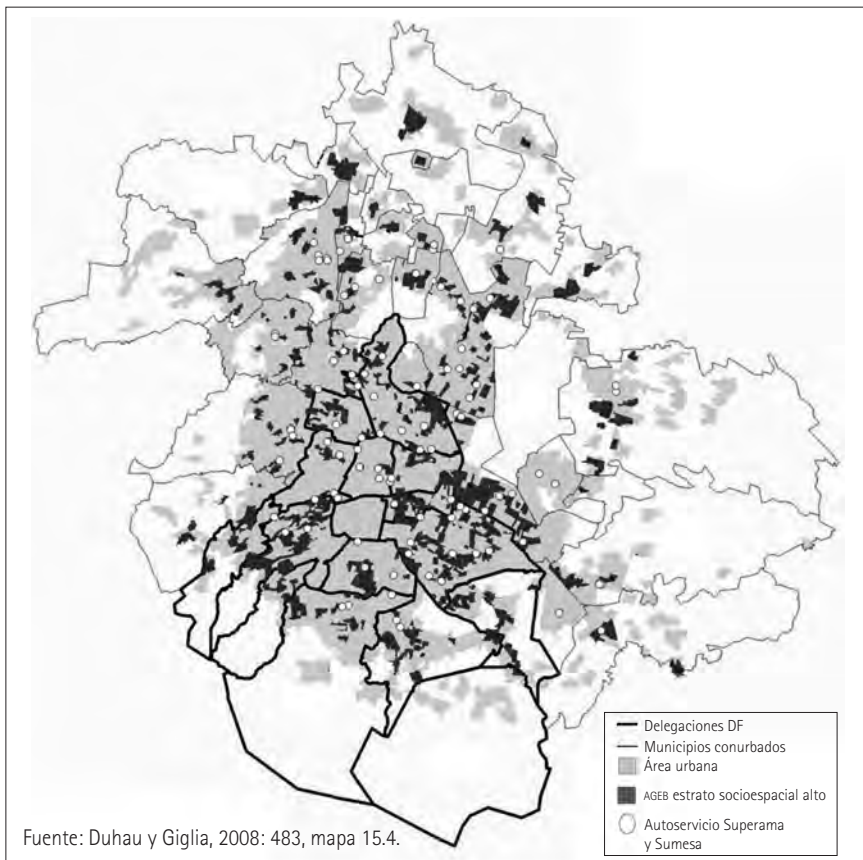 Delegaciones DF
Municipios conurbados
Área urbana
AGEB estrato socioespacial alto
Autoservicio Superama
y Sumesa
Fuente: Duhau y Giglia, 2008: 483, mapa 15.4.